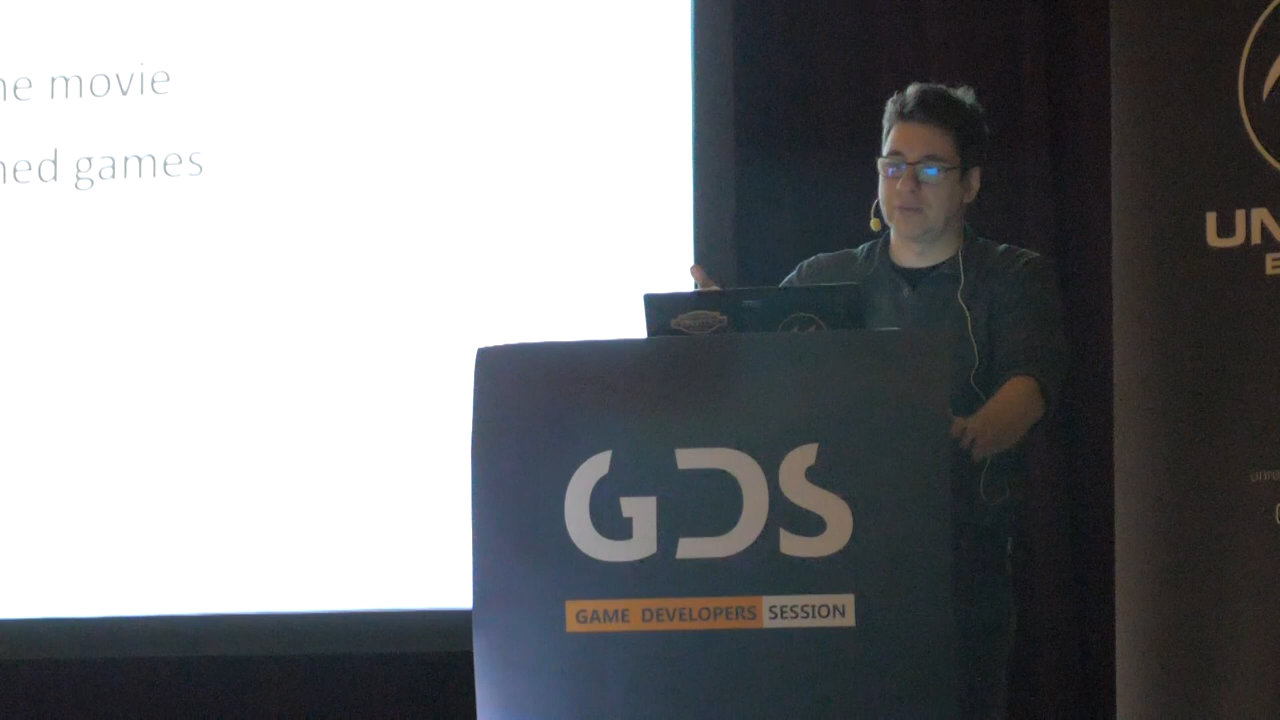 ne movie
ned games
UN
E
GDS
GAME DEVELOPERS SESSION